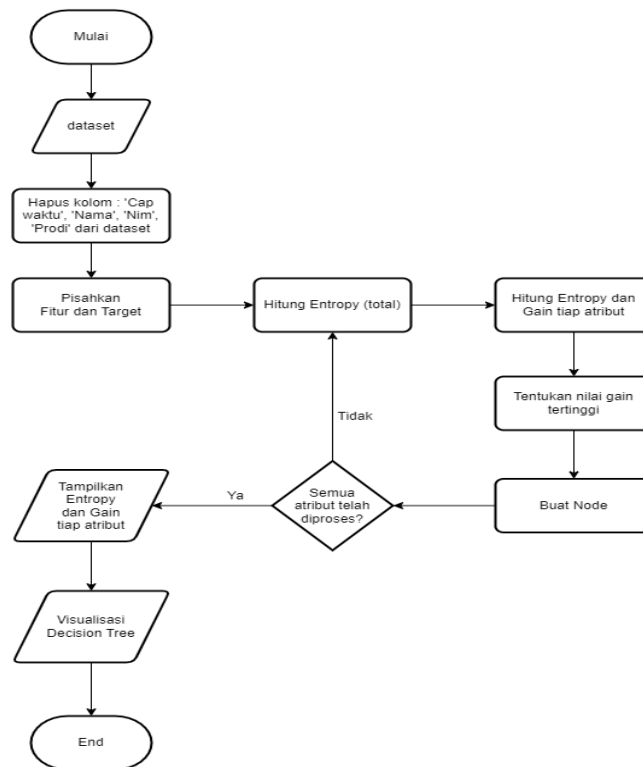 Mulai
dataset
Hapus kolom : 'Cap
waktu', 'Nama', 'Nim',
'Prodi' dari dataset
Pisahkan
Fitur dan Target
Hitung Entropy (total)
Hitung Entropy dan
Gain tiap atribut
Tentukan nilai gain
tertinggi
Buat Node
Semua
atribut telah
diproses?
Tidak
Ya
Tampilkan
Entropy
dan Gain
tiap atribut
Visualisasi
Decision Tree
End